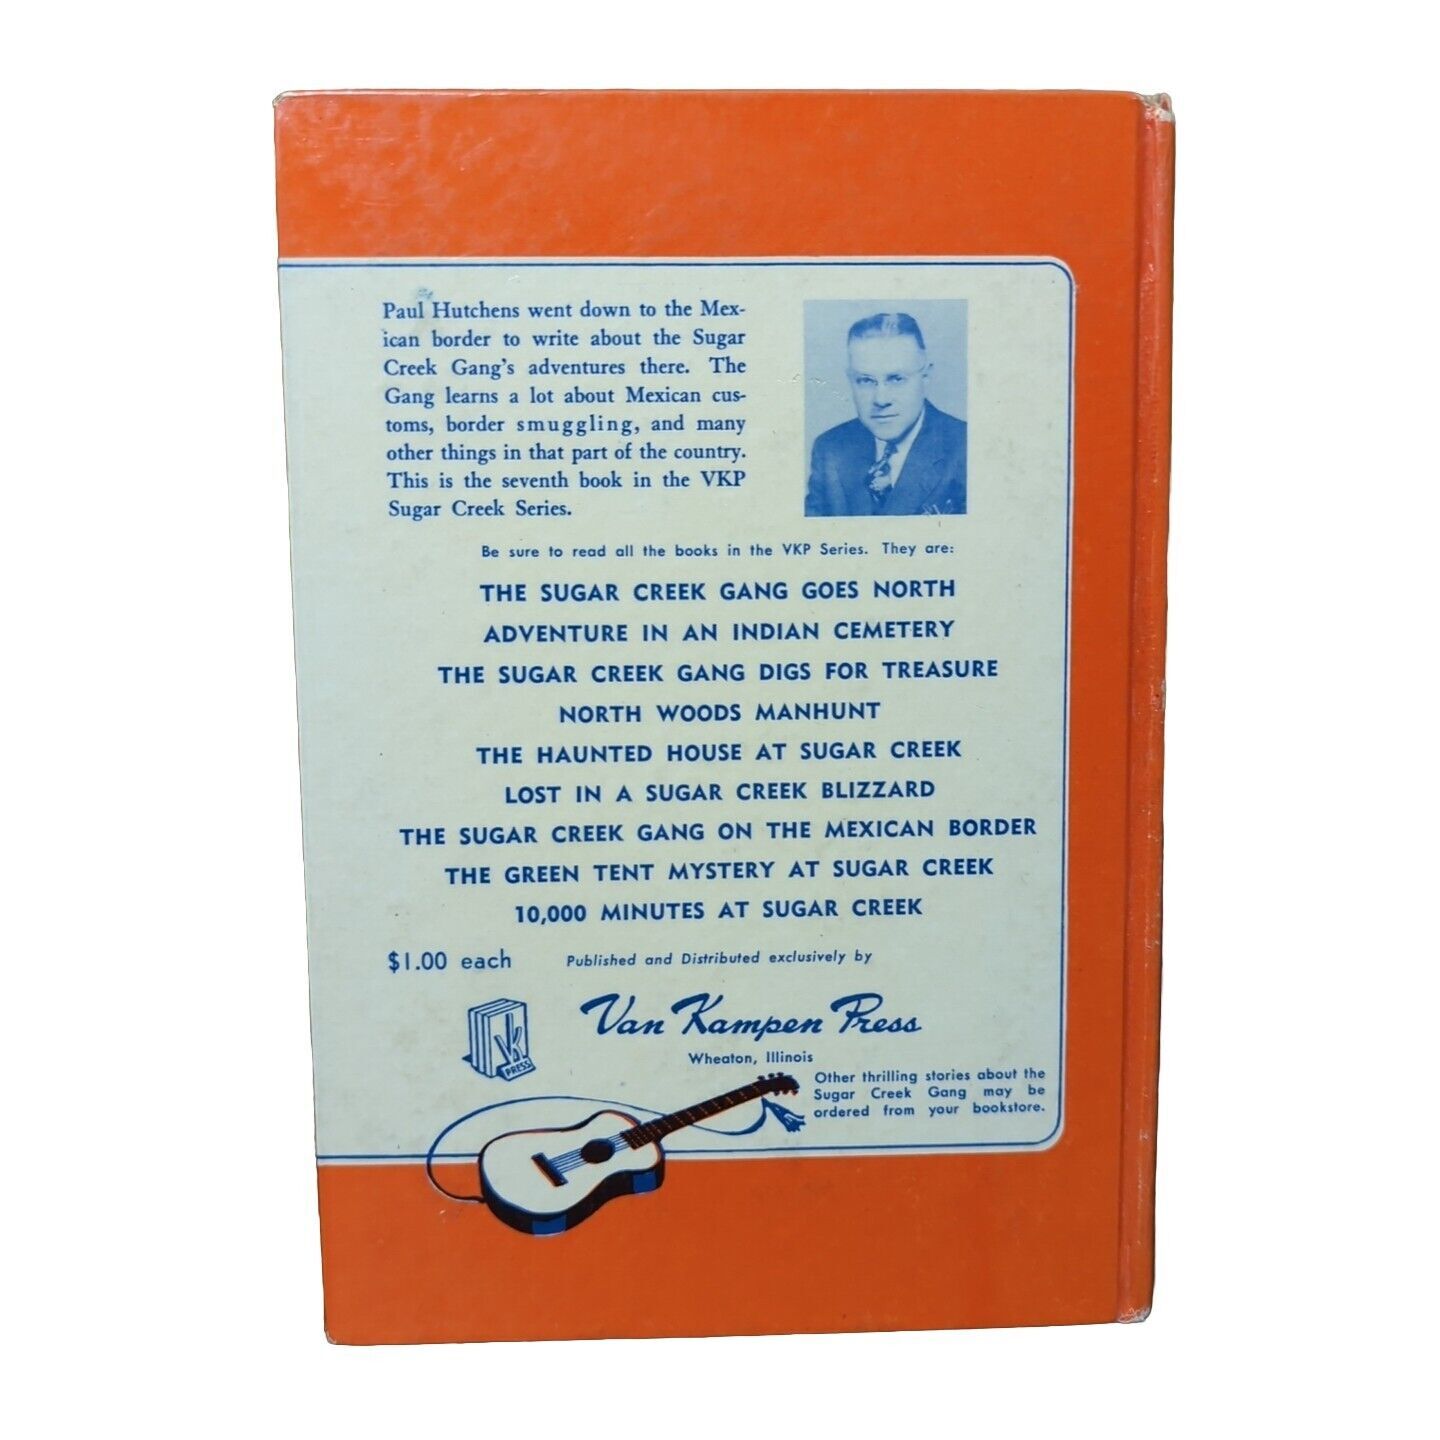 Paul Hutchens went down to the Mex-
ican border to write about the Sugar
Creek Gang's adventures there. The
Gang learns a lot about Mexican cus-
toms, border smuggling, and many
other things in that part of the country.
This is the seventh book in the VKP
Sugar Creek Series.
Be sure to read all the books in the VKP Series. They are:
THE SUGAR CREEK GANG GOES NORTH
ADVENTURE IN AN INDIAN CEMETERY
THE SUGAR CREEK GANG DIGS FOR TREASURE
NORTH WOODS MANHUNT
THE HAUNTED HOUSE AT SUGAR CREEK
LOST IN A SUGAR CREEK BLIZZARD
THE SUGAR CREEK GANG ON THE MEXICAN BORDER
THE GREEN TENT MYSTERY AT SUGAR CREEK
10,000 MINUTES AT SUGAR CREEK
$1.00 each
Published and Distributed exclusively by
VK
PRESS
Van Kampen Press
Wheaton, Illinois
Other thrilling stories about the
Sugar Creek Gang may be
ordered from your bookstore.